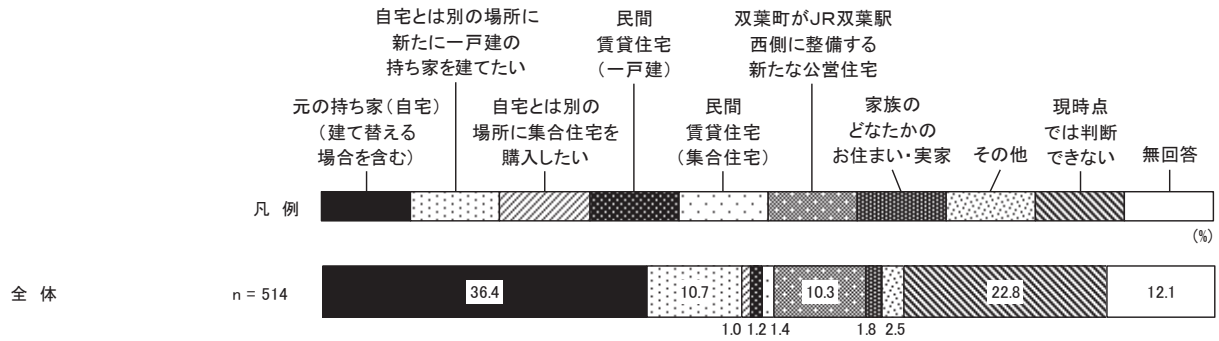 自宅とは別の場所に
新たに一戸建の
持ち家を建てたい
民間
賃貸住宅
(一戸建)
双葉町がJR双葉駅
西側に整備する
新たな公営住宅
元の持ち家(自宅)
(建て替える
場合を含む)
自宅とは別の
場所に集合住宅を
購入したい
民間
賃貸住宅
(集合住宅)
家族の
どなたかの
お住まい・実家
その他
現時点
では判断
できない
無回答
凡 例
(%)
全 体
n = 514
36.4
10.7
10.3
22.8
12.1
1.0
1.2
1.4
1.8
2.5